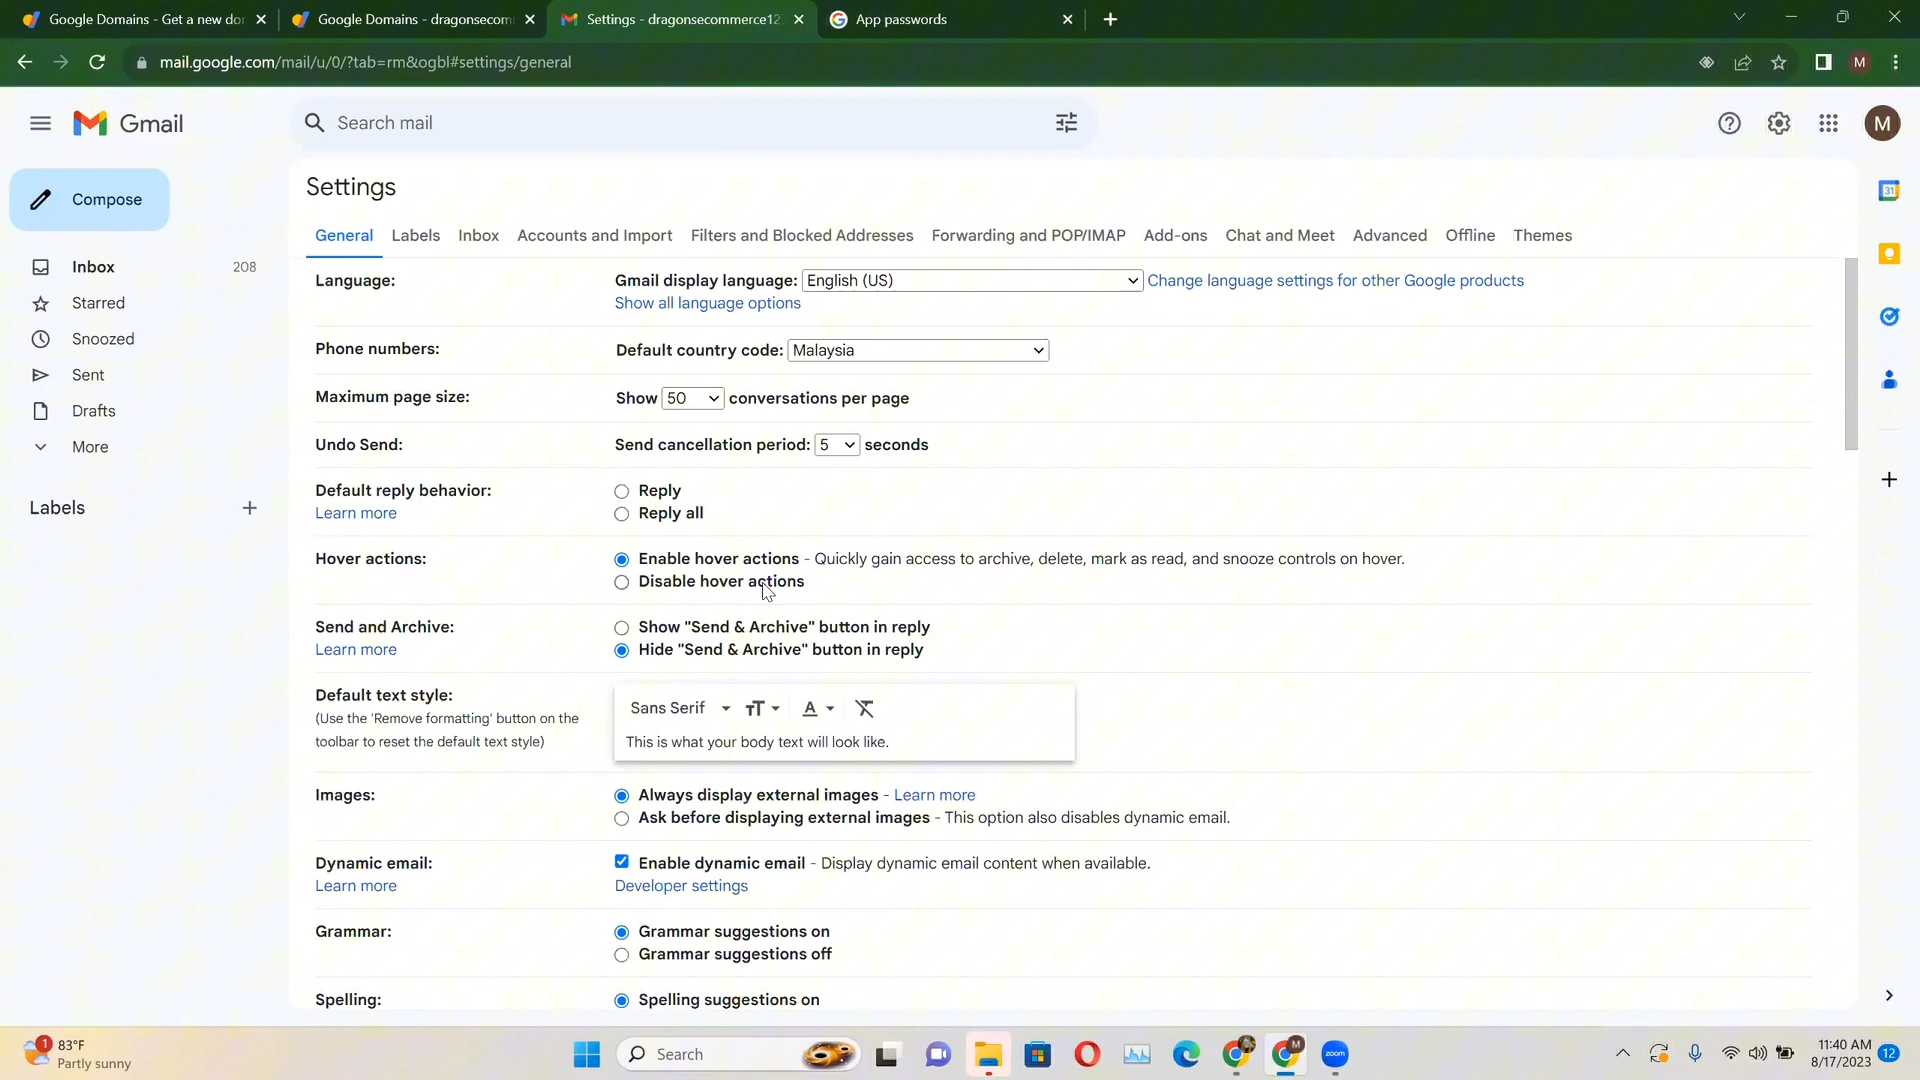 Google Domains - Get a new dor
Google Domains - dragonsecomm
Settings - dragonsecommerce12
App passwords
mail.google.com/mail/u/0/?tab=rm&ogbl#settings/general
M
Gmail
Search mail
M
Compose
Inbox 208
Starred
Snoozed
Sent
Drafts
More
Labels
Settings
General Labels Inbox Accounts and Import Filters and Blocked Addresses Forwarding and POP/IMAP Add-ons Chat and Meet Advanced Offline Themes
Language: Gmail display language: English (US) Change language settings for other Google products
Show all language options
Phone numbers: Default country code: Malaysia
Maximum page size: Show 50 conversations per page
Undo Send: Send cancellation period: 5 seconds
Default reply behavior: Reply
Learn more Reply all
Hover actions: Enable hover actions - Quickly gain access to archive, delete, mark as read, and snooze controls on hover.
Disable hover actions
Send and Archive: Show "Send & Archive" button in reply
Learn more Hide "Send & Archive" button in reply
Default text style: Sans Serif
(Use the 'Remove formatting' button on the
toolbar to reset the default text style)
This is what your body text will look like.
Images: Always display external images - Learn more
Ask before displaying external images - This option also disables dynamic email.
Dynamic email: Enable dynamic email - Display dynamic email content when available.
Learn more Developer settings
Grammar: Grammar suggestions on
Grammar suggestions off
Spelling: Spelling suggestions on
31
1
83°F
Partly sunny
Search
M
zoom
11:40 AM
8/17/2023
12